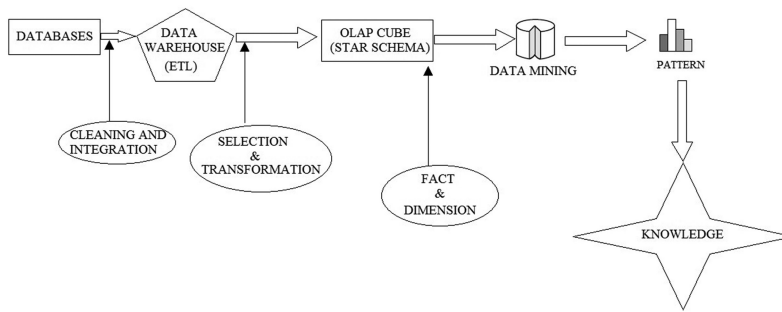 DATABASES
DATA
WAREHOUSE
(ETL)
OLAP CUBE
(STAR SCHEMA)
DATA MINING
PATTERN
CLEANING AND
INTEGRATION
SELECTION
&
TRANSFORMATION
FACT
&
DIMENSION
KNOWLEDGE